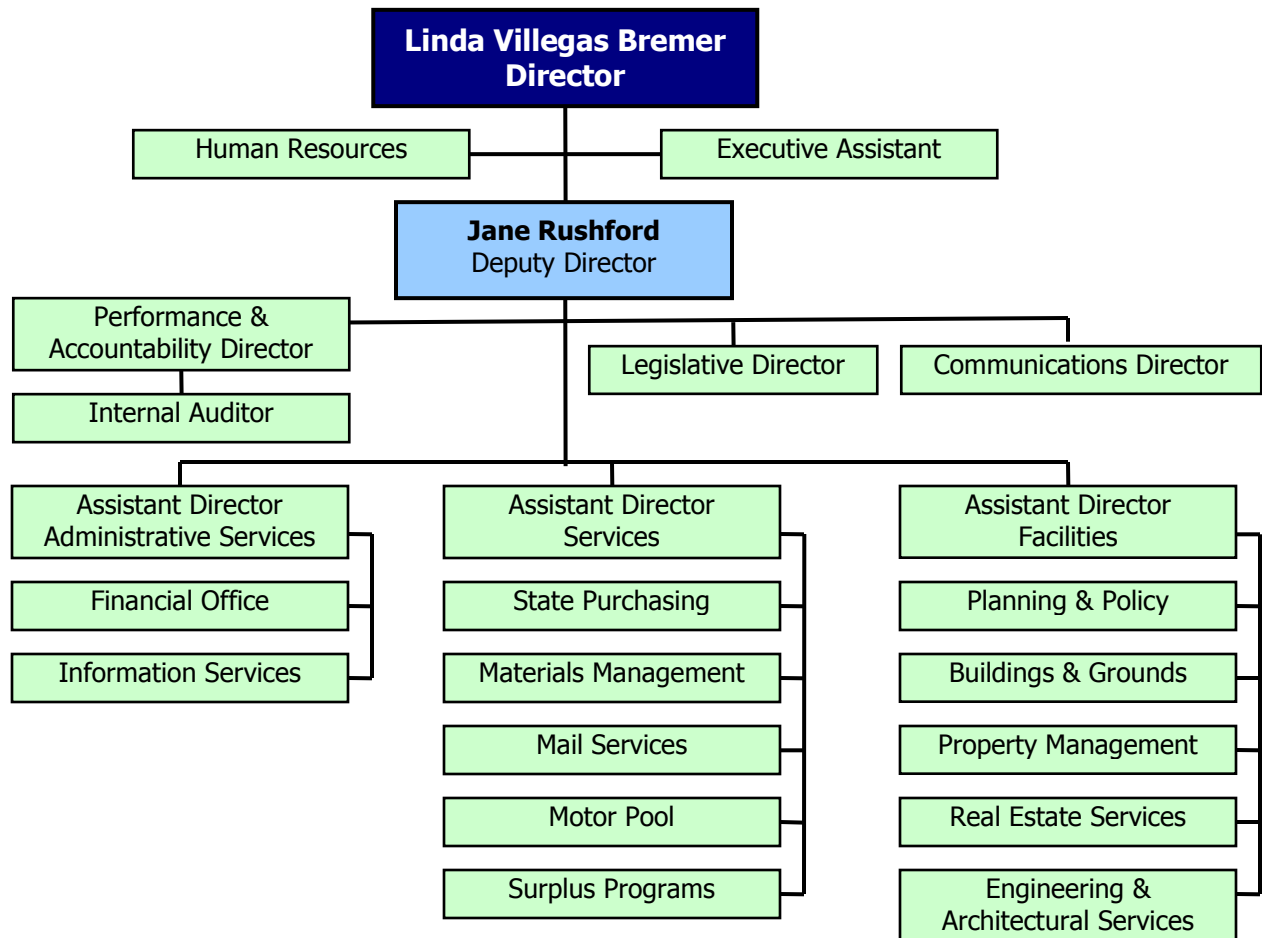 Linda Villegas Bremer
Director
Human Resources
Executive Assistant
Jane Rushford
Deputy Director
Performance &
Accountability Director
Legislative Director
Communications Director
Internal Auditor
Assistant Director
Administrative Services
Financial Office
Information Services
Assistant Director
Services
State Purchasing
Materials Management
Mail Services
Motor Pool
Surplus Programs
Assistant Director
Facilities
Planning & Policy
Buildings & Grounds
Property Management
Real Estate Services
Engineering &
Architectural Services